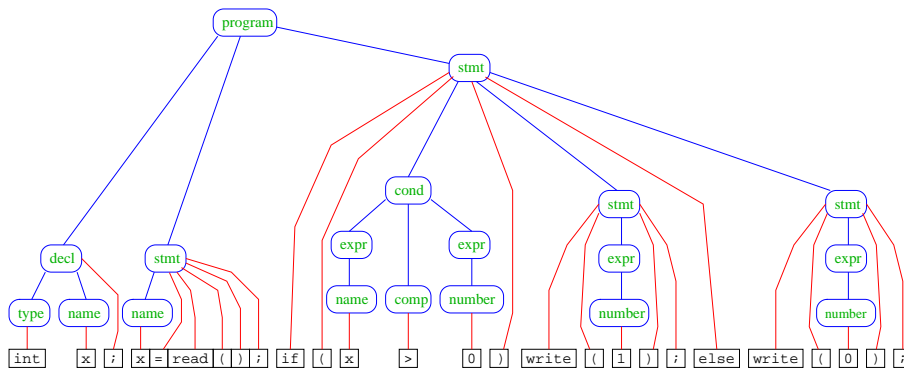 program
stmt
cond
stmt stmt
expr expr
decl stmt expr expr
name comp number
type name name number number
int x ; x = read ( ) ; if ( x > 0 ) write ( 1 ) ; else write ( 0 ) ;